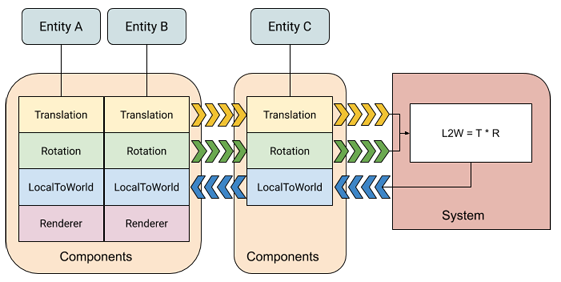 Entity A
Entity B
Entity C
Translation
Translation
Translation
Rotation
Rotation
Rotation
L2W = T * R
LocalToWorld
LocalToWorld
LocalToWorld
Renderer
Renderer
System
Components
Components